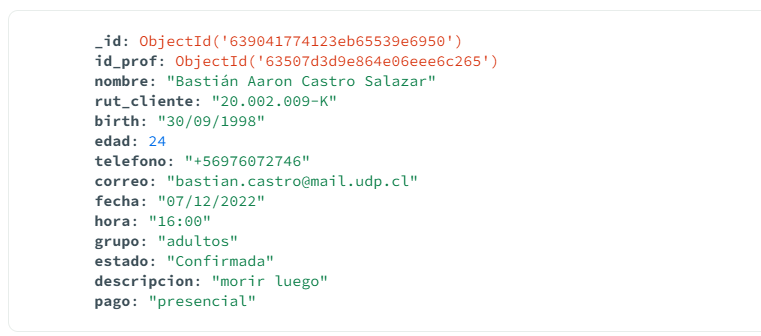 _id: ObjectId('639041774123eb65539e6950')
id_prof: ObjectId('63507d3d9e864e06eee6c265')
nombre: "Bastián Aaron Castro Salazar"
rut_cliente: "20.002.009-K"
birth: "30/09/1998"
edad: 24
telefono: "+56976072746"
correo: "bastian.castro@mail.udp.cl"
fecha: "07/12/2022"
hora: "16:00"
grupo: "adultos"
estado: "Confirmada"
descripcion: "morir luego"
pago: "presencial"